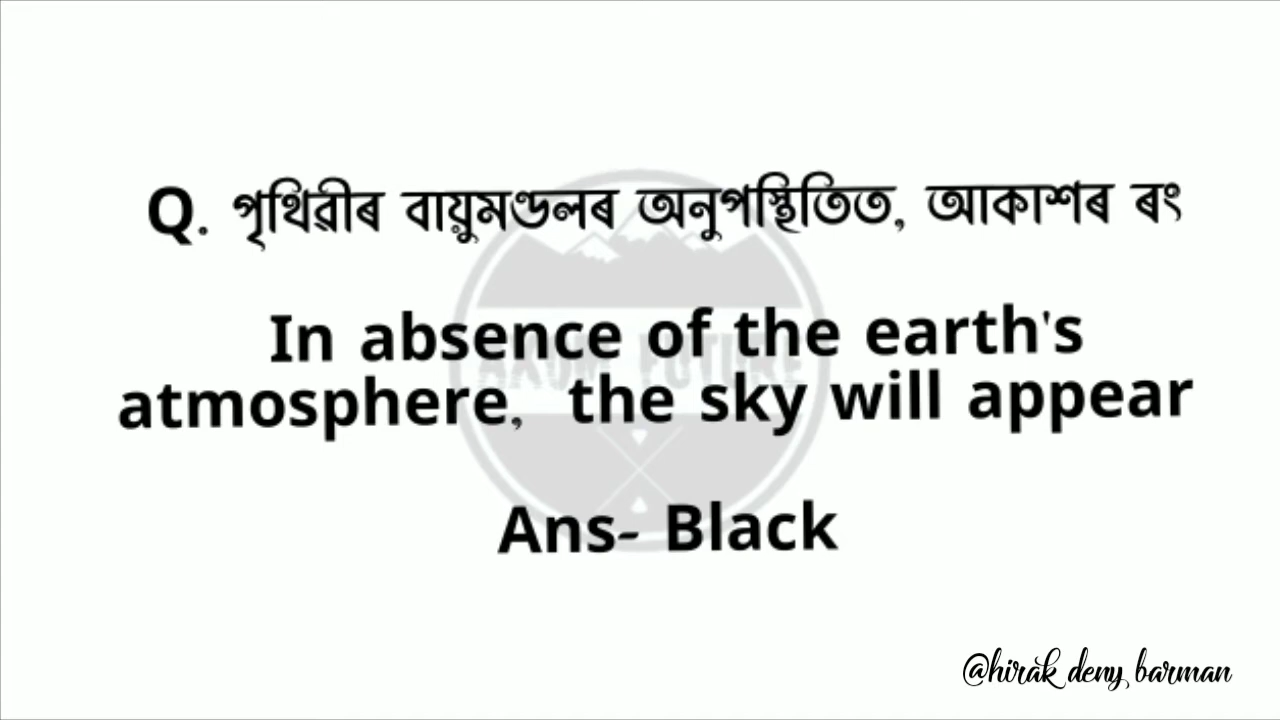 Q. পৃথিৱীৰ বায়ুমণ্ডলৰ অনুপস্থিতিত, আকাশৰ ৰং
In absence of the earth's
atmosphere, the sky will appear
Ans- Black
@hirak deny barman